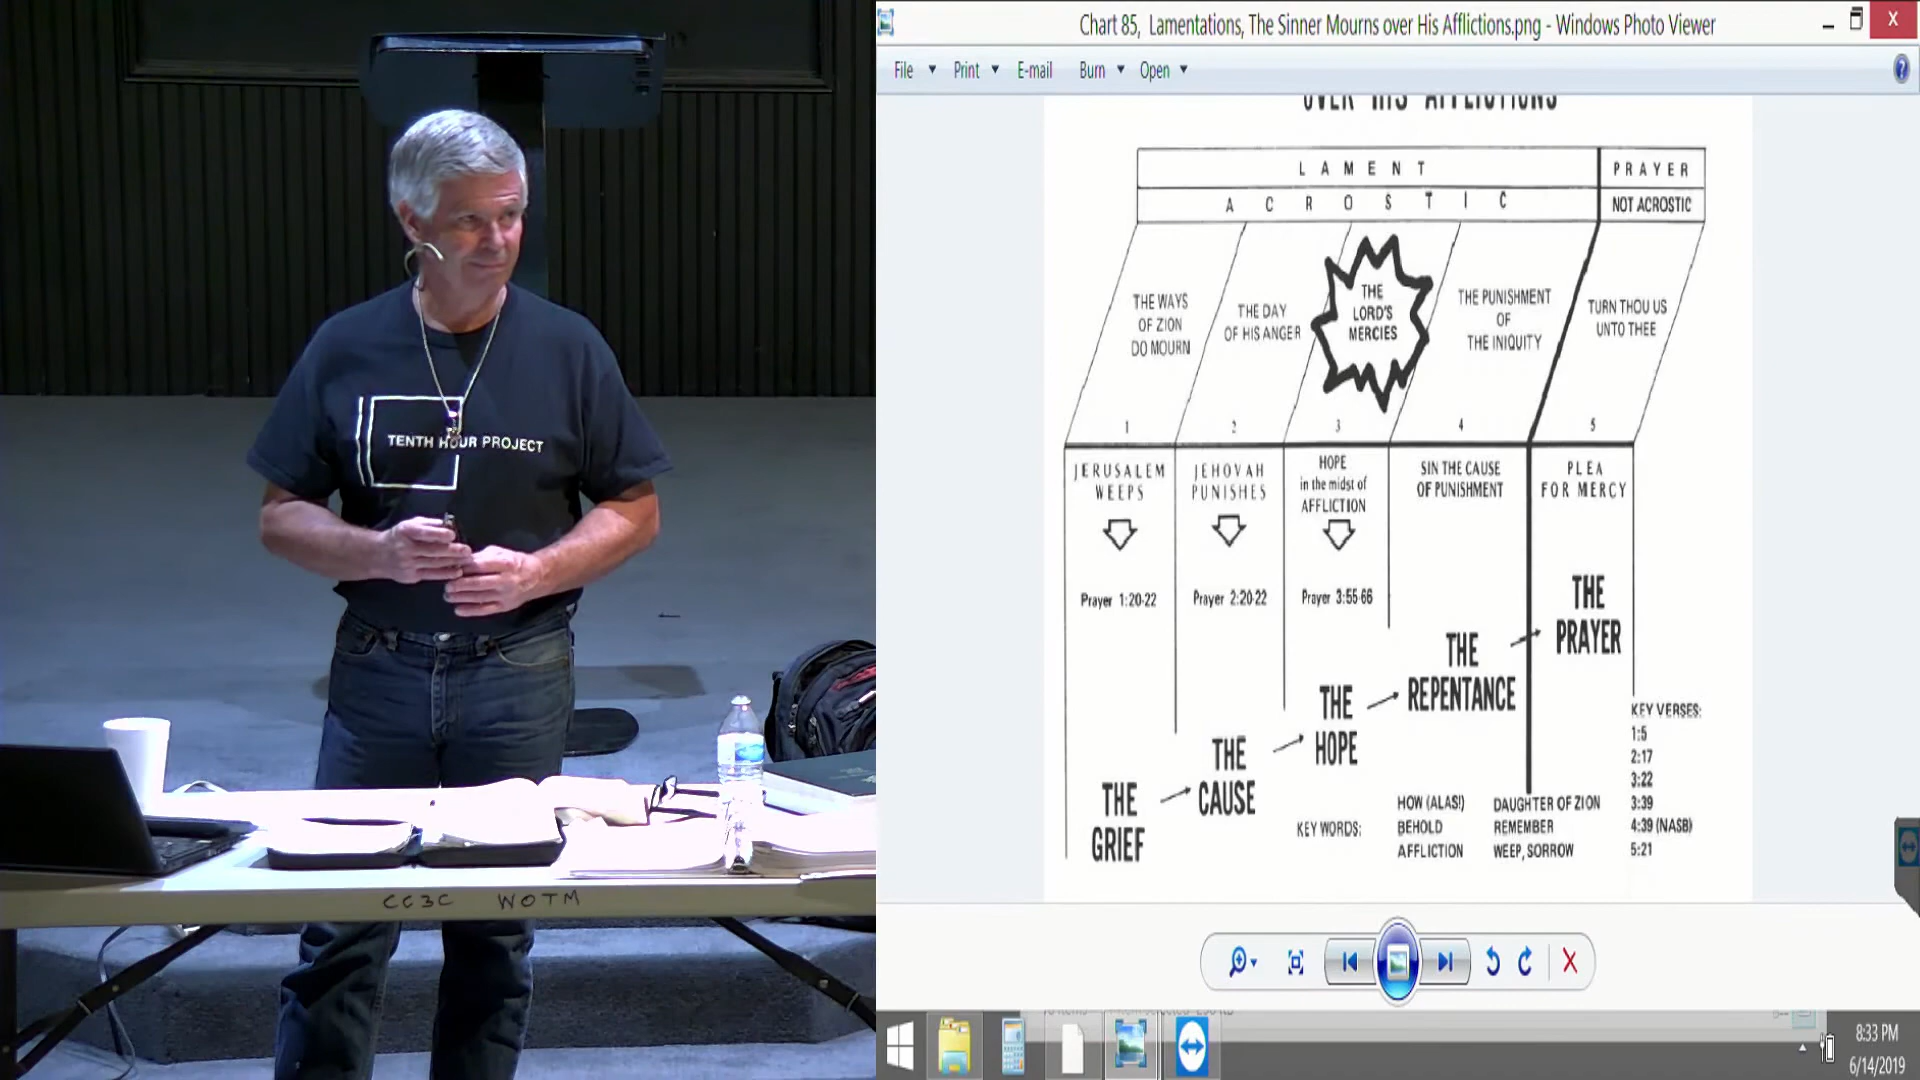 TENTH HOUR PROJECT
CC3C WOTM
Chart 85, Lamentations, The Sinner Mourns over His Afflictions.png - Windows Photo Viewer
File Print E-mail Burn Open
OVER HIS AFFLICTIONS
LAMENT
PRAYER
ACROSTIC
NOT ACROSTIC
THE WAYS
OF ZION
DO MOURN
THE DAY
OF HIS ANGER
THE
LORD'S
MERCIES
THE PUNISHMENT
OF
THE INIQUITY
TURN THOU US
UNTO THEE
1 2 3 4 5
JERUSALEM
WEEPS
JEHOVAH
PUNISHES
HOPE
in the midst of
AFFLICTION
SIN THE CAUSE
OF PUNISHMENT
PLEA
FOR MERCY
Prayer 1:20-22
Prayer 2:20-22
Prayer 3:55-66
THE
GRIEF
THE
CAUSE
THE
HOPE
THE
REPENTANCE
THE
PRAYER
KEY WORDS:
HOW (ALAS!)
BEHOLD
AFFLICTION
DAUGHTER OF ZION
REMEMBER
WEEP, SORROW
KEY VERSES:
1:5
2:17
3:22
3:39
4:39 (NASB)
5:21
8:33 PM
6/14/2019